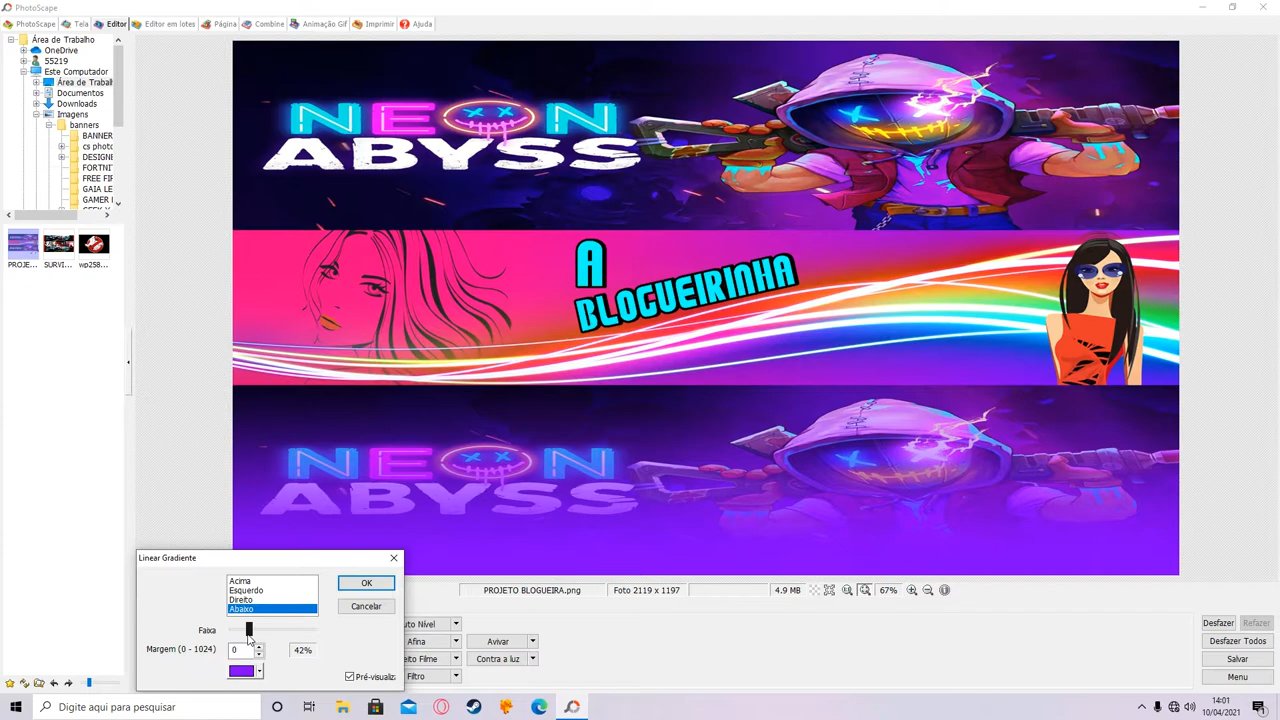 PhotoScape
PhotoScape Tela Editor Editor em lotes Página Combine Animação Gif Imprimir Ajuda
Área de Trabalho
OneDrive
55219
Este Computador
Área de Trabal
Documentos
Downloads
Imagens
banners
BANNER
cs photo
DESIGNE
FORTNI
FREE FI
GAIA LE
GAMER
PROJE... SURVI... wp258...
NEON
ABYSS
A
BLOGUEIRINHA
NEON
ABYSS
Linear Gradiente
Acima
Esquerdo
Direito
Abaixo
OK
Cancelar
Faixa
Margem (0 - 1024) 0 42%
Pré-visualiz
PROJETO BLOGUEIRA.png Foto 2119 x 1197 4.9 MB 67%
uto Nível
Afina Avivar
eito Filme Contra a luz
Filtro
Desfazer Refazer
Desfazer Todos
Salvar
Menu
Digite aqui para pesquisar
14:01
10/04/2021